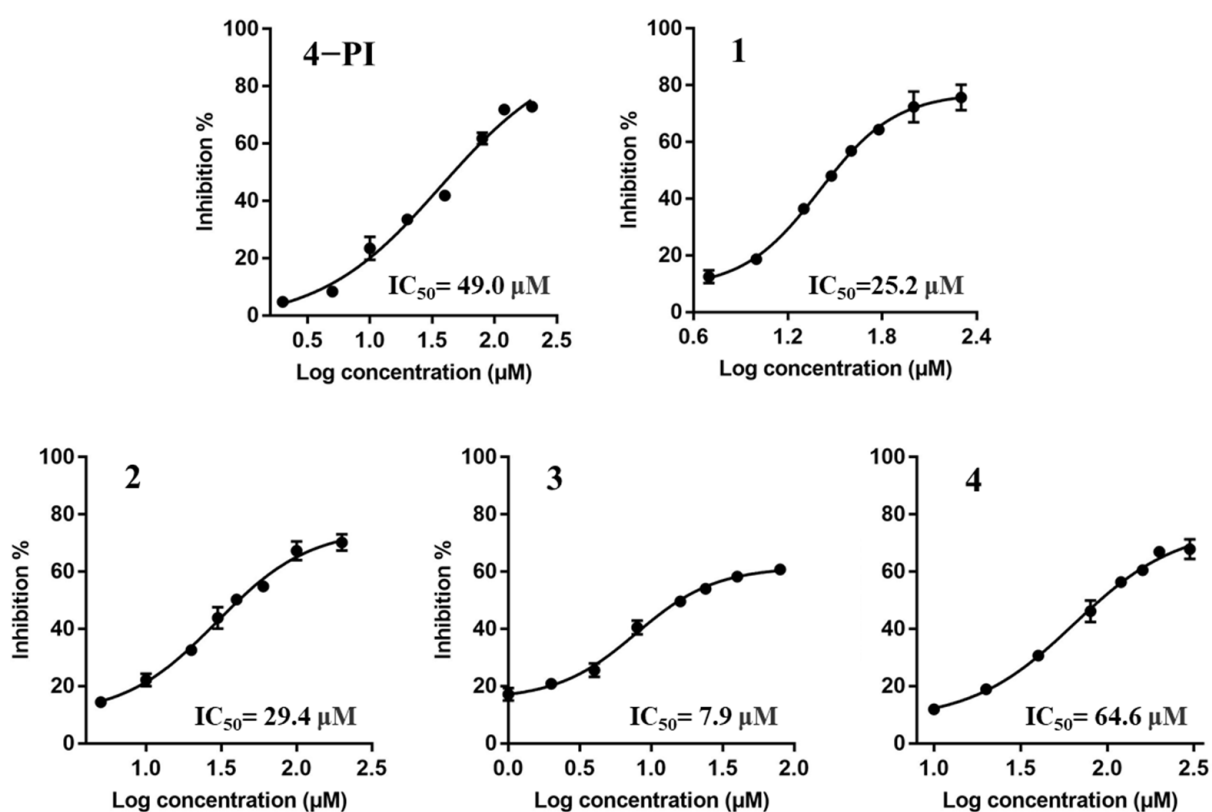 4−PI
Inhibition %
100
80
60
40
20
0
IC50= 49.0 μM
0.5 1.0 1.5 2.0 2.5
Log concentration (μM)
1
Inhibition %
100
80
60
40
20
0
IC50=25.2 μM
0.6 1.2 1.8 2.4
Log concentration (μM)
2
Inhibition %
100
80
60
40
20
0
IC50= 29.4 μM
1.0 1.5 2.0 2.5
Log concentration (μM)
3
Inhibition %
100
80
60
40
20
0
IC50= 7.9 μM
0.0 0.5 1.0 1.5 2.0
Log concentration (μM)
4
Inhibition %
100
80
60
40
20
0
IC50= 64.6 μM
1.0 1.5 2.0 2.5
Log concentration (μM)